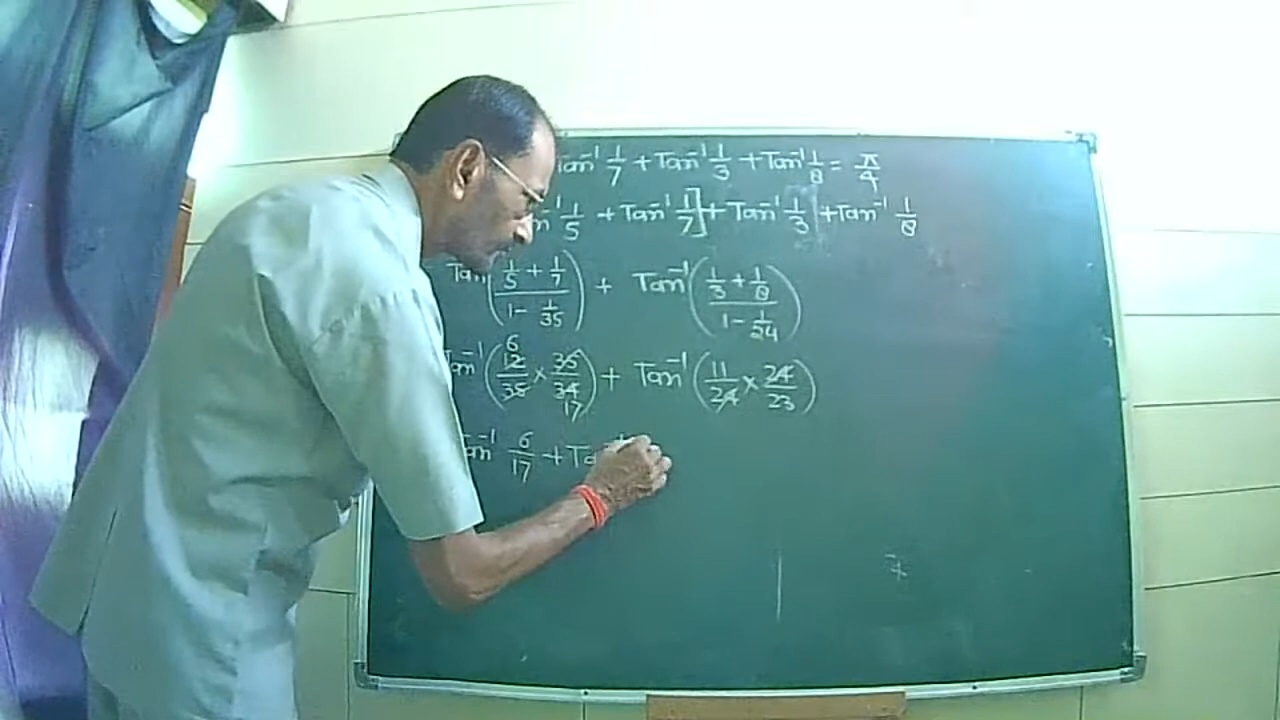 Tan⁻¹ 1/7 + Tan⁻¹ 1/3 + Tan⁻¹ 1/8 = π/4
n⁻¹ 1/5 + Tan⁻¹ 1/7] + Tan⁻¹ 1/3 + Tan⁻¹ 1/8
Tan ( (1/5 + 1/7) / (1 - 1/35) ) + Tan⁻¹ ( (1/3 + 1/8) / (1 - 1/24) )
Tan⁻¹ ( 6 12/35 × 35/34 17 ) + Tan⁻¹ ( 11/24 × 24/23 )
Tan⁻¹ 6/17 + Ta